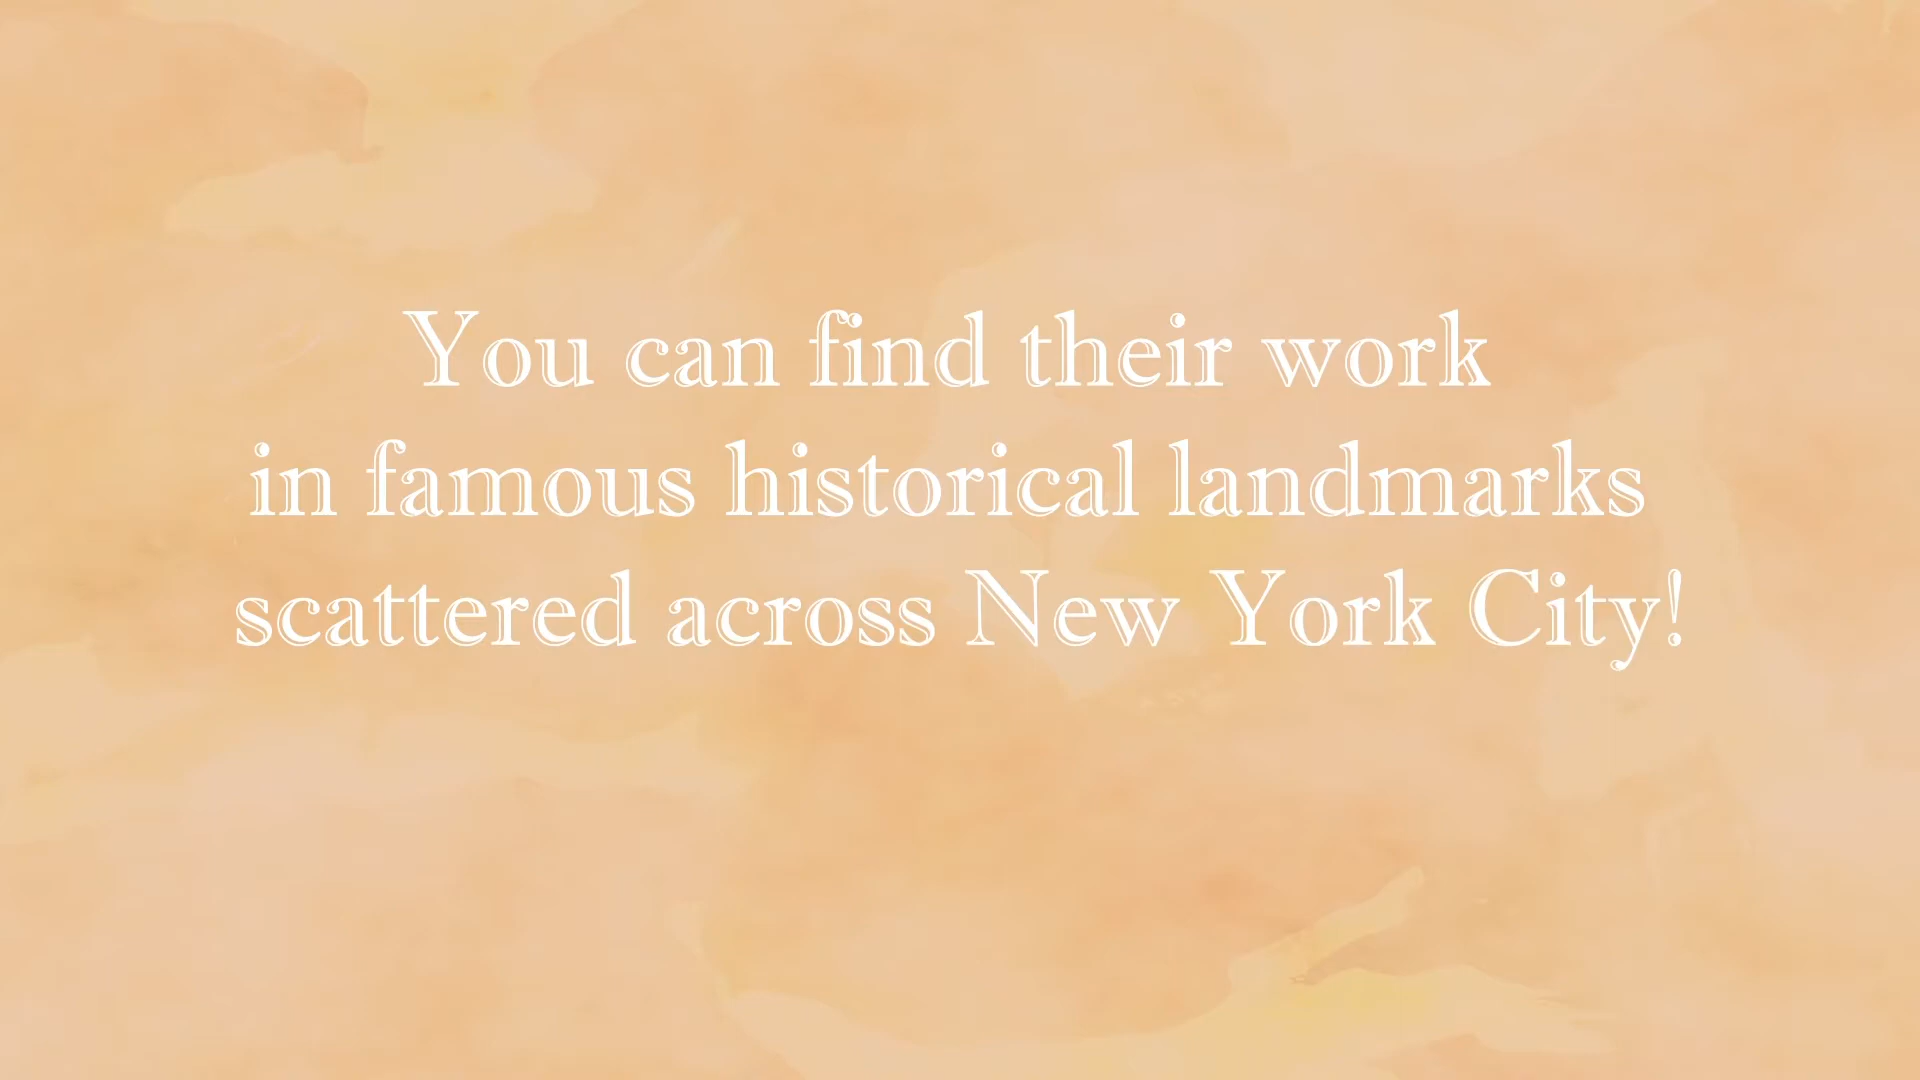 You can find their work
in famous historical landmarks
scattered across New York City!